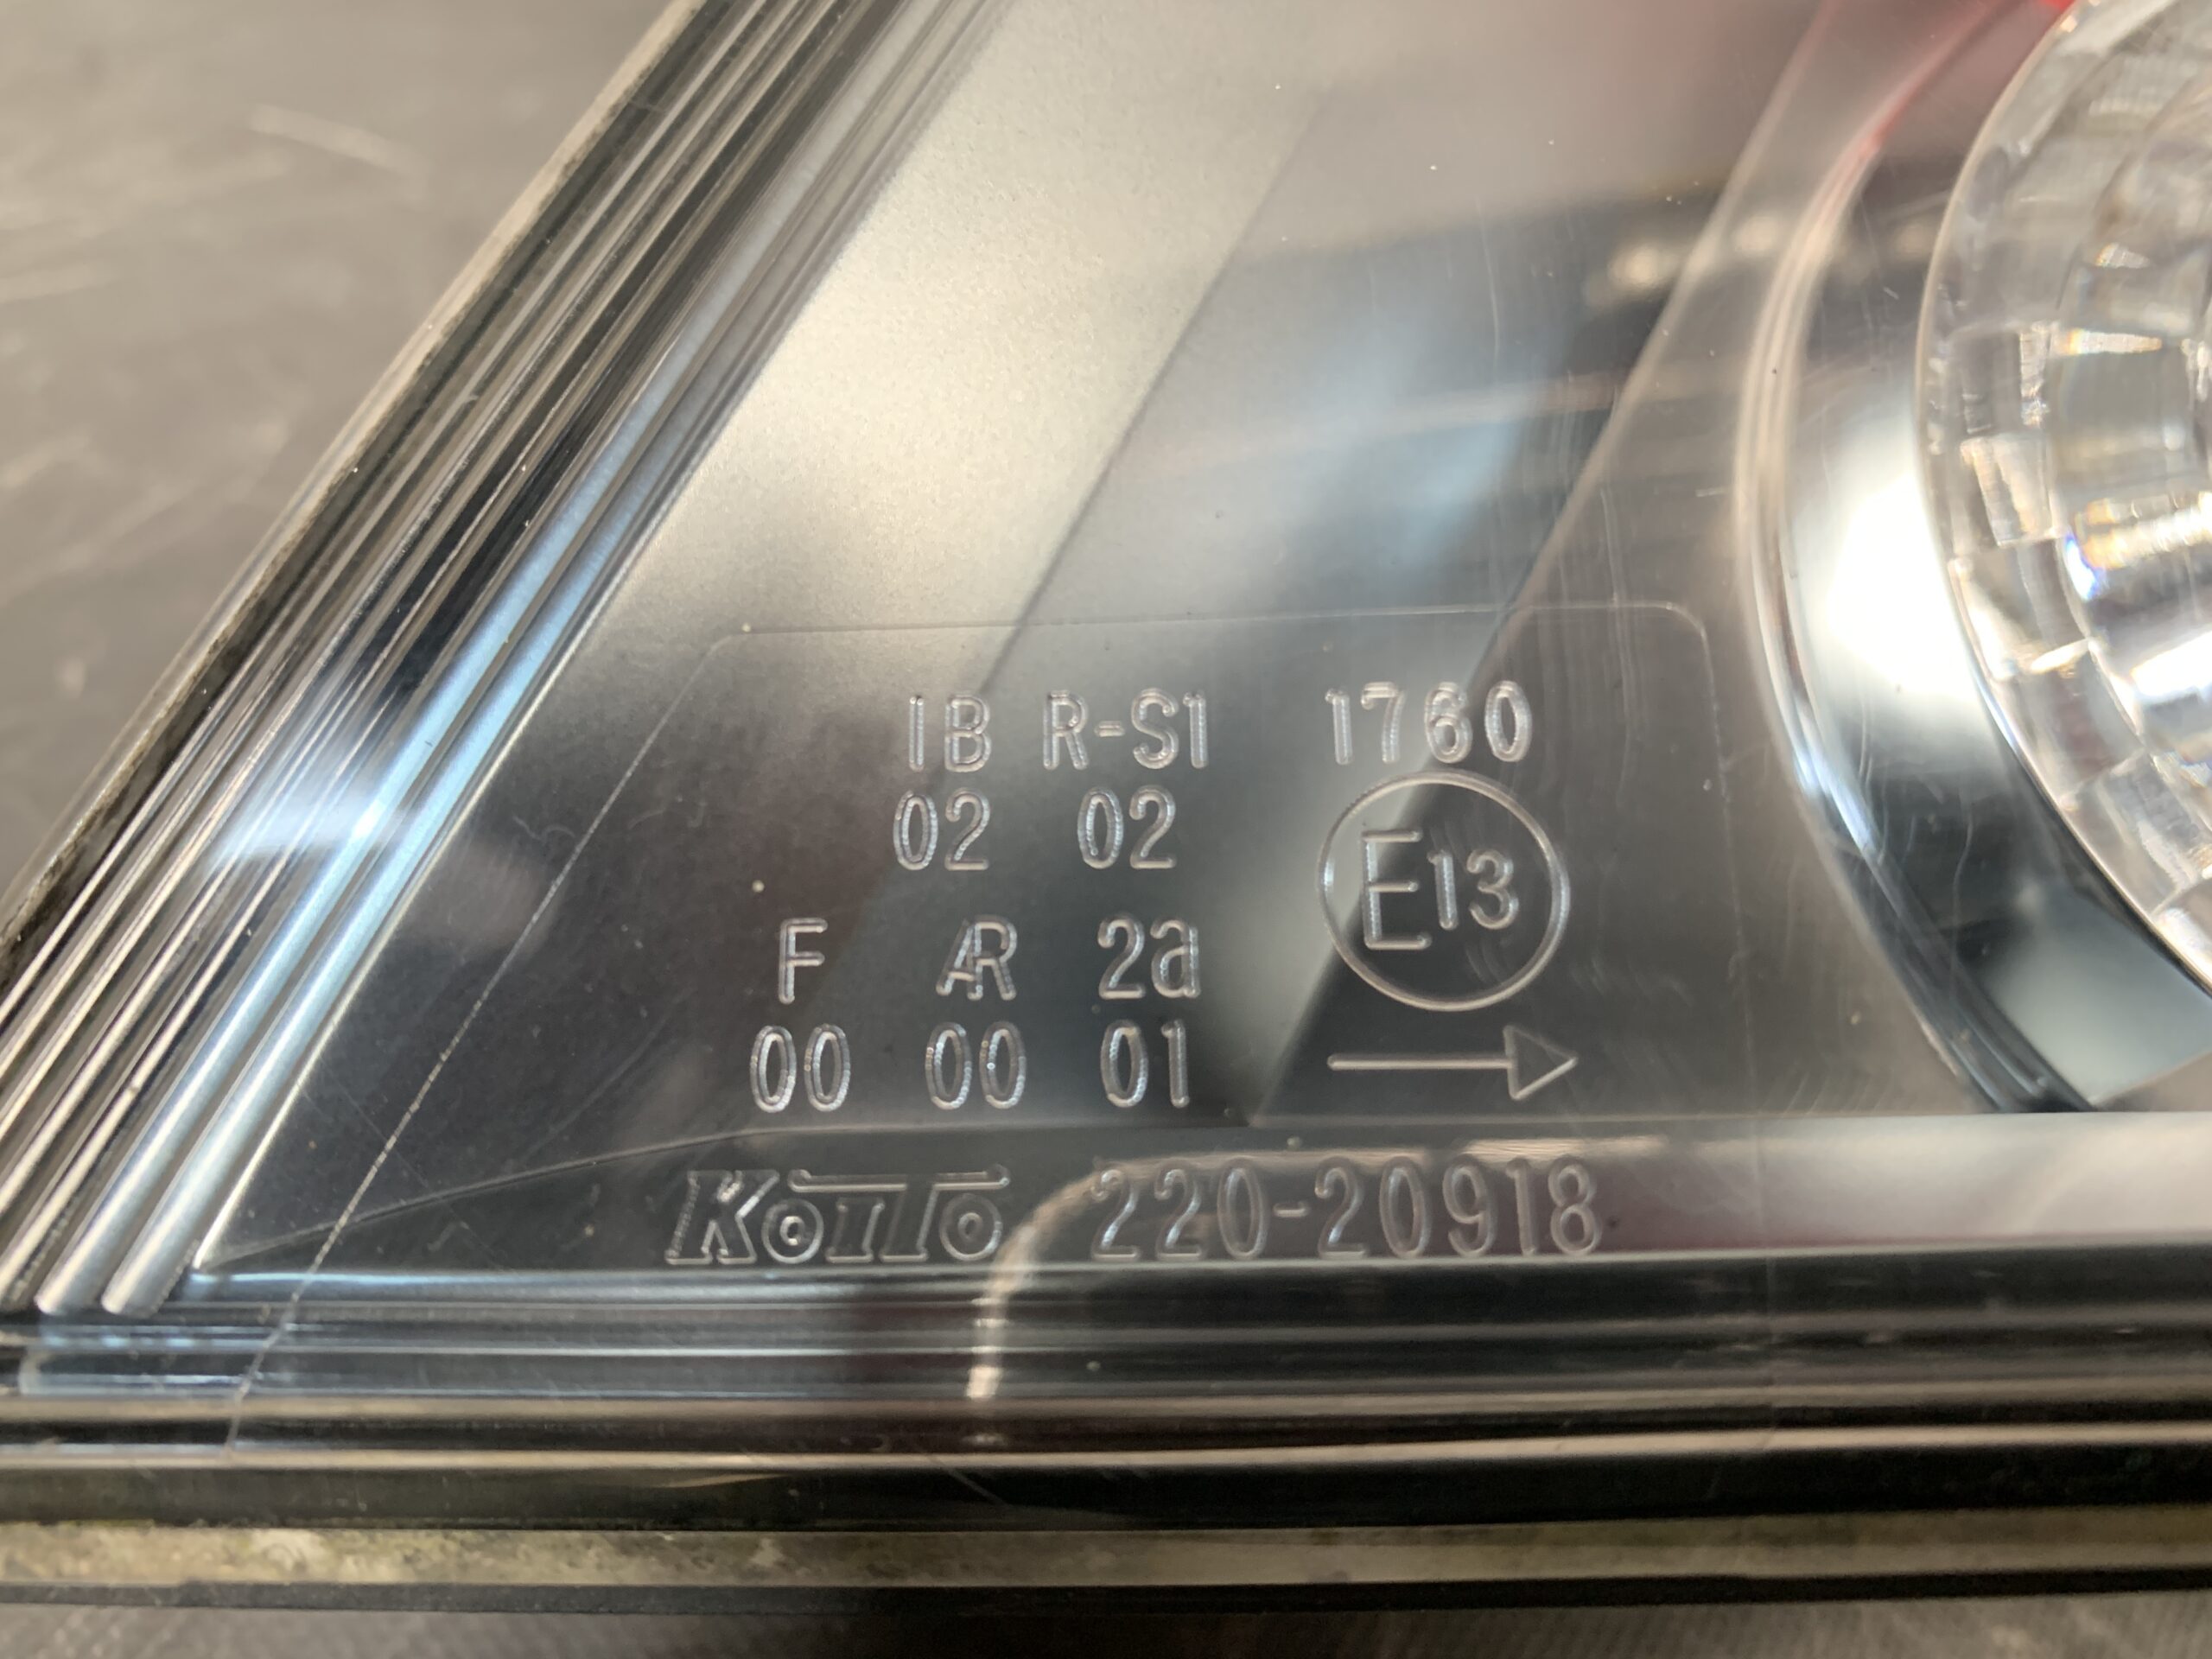 IB R-S1 1760
02 02
E13
F AR 2a
00 00 01
KOITO 220-20918